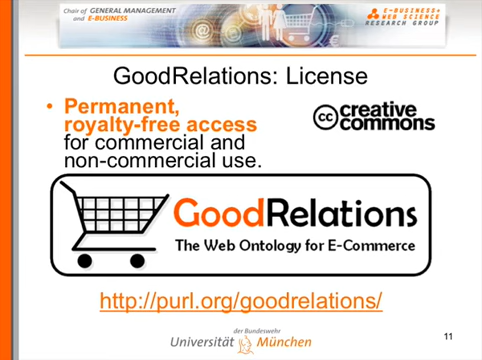 Chair of GENERAL MANAGEMENT
and E-BUSINESS
E-BUSINESS+
WEB SCIENCE
RESEARCH GROUP
GoodRelations: License
• Permanent,
royalty-free access
for commercial and
non-commercial use.
cc creative
commons
GoodRelations
The Web Ontology for E-Commerce
http://purl.org/goodrelations/
der Bundeswehr
Universität München
11